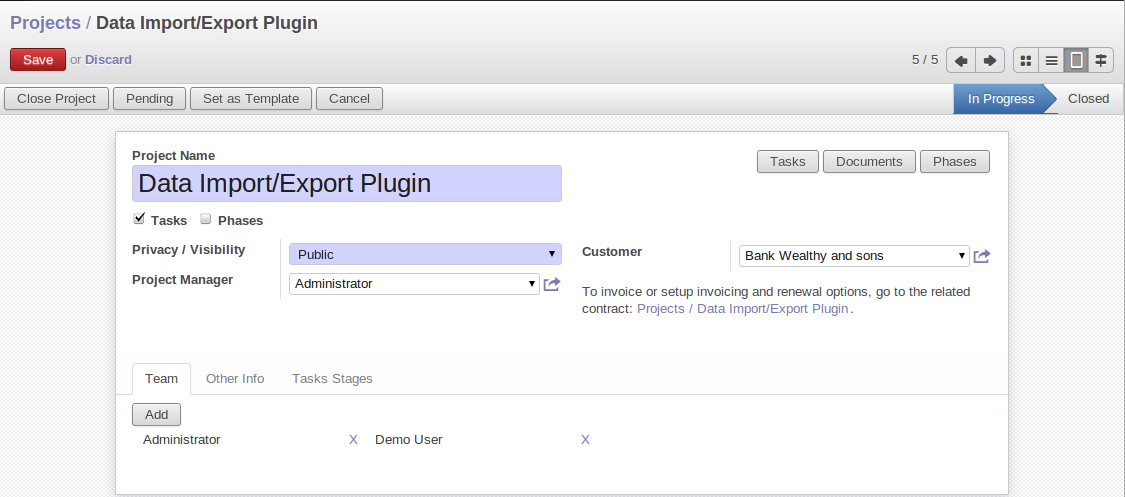 Projects / Data Import/Export Plugin
Save or Discard
5 / 5
Close Project Pending Set as Template Cancel
In Progress Closed
Project Name
Data Import/Export Plugin
Tasks Documents Phases
Tasks Phases
Privacy / Visibility Public
Customer Bank Wealthy and sons
Project Manager Administrator
To invoice or setup invoicing and renewal options, go to the related
contract: Projects / Data Import/Export Plugin.
Team Other Info Tasks Stages
Add
Administrator X Demo User X